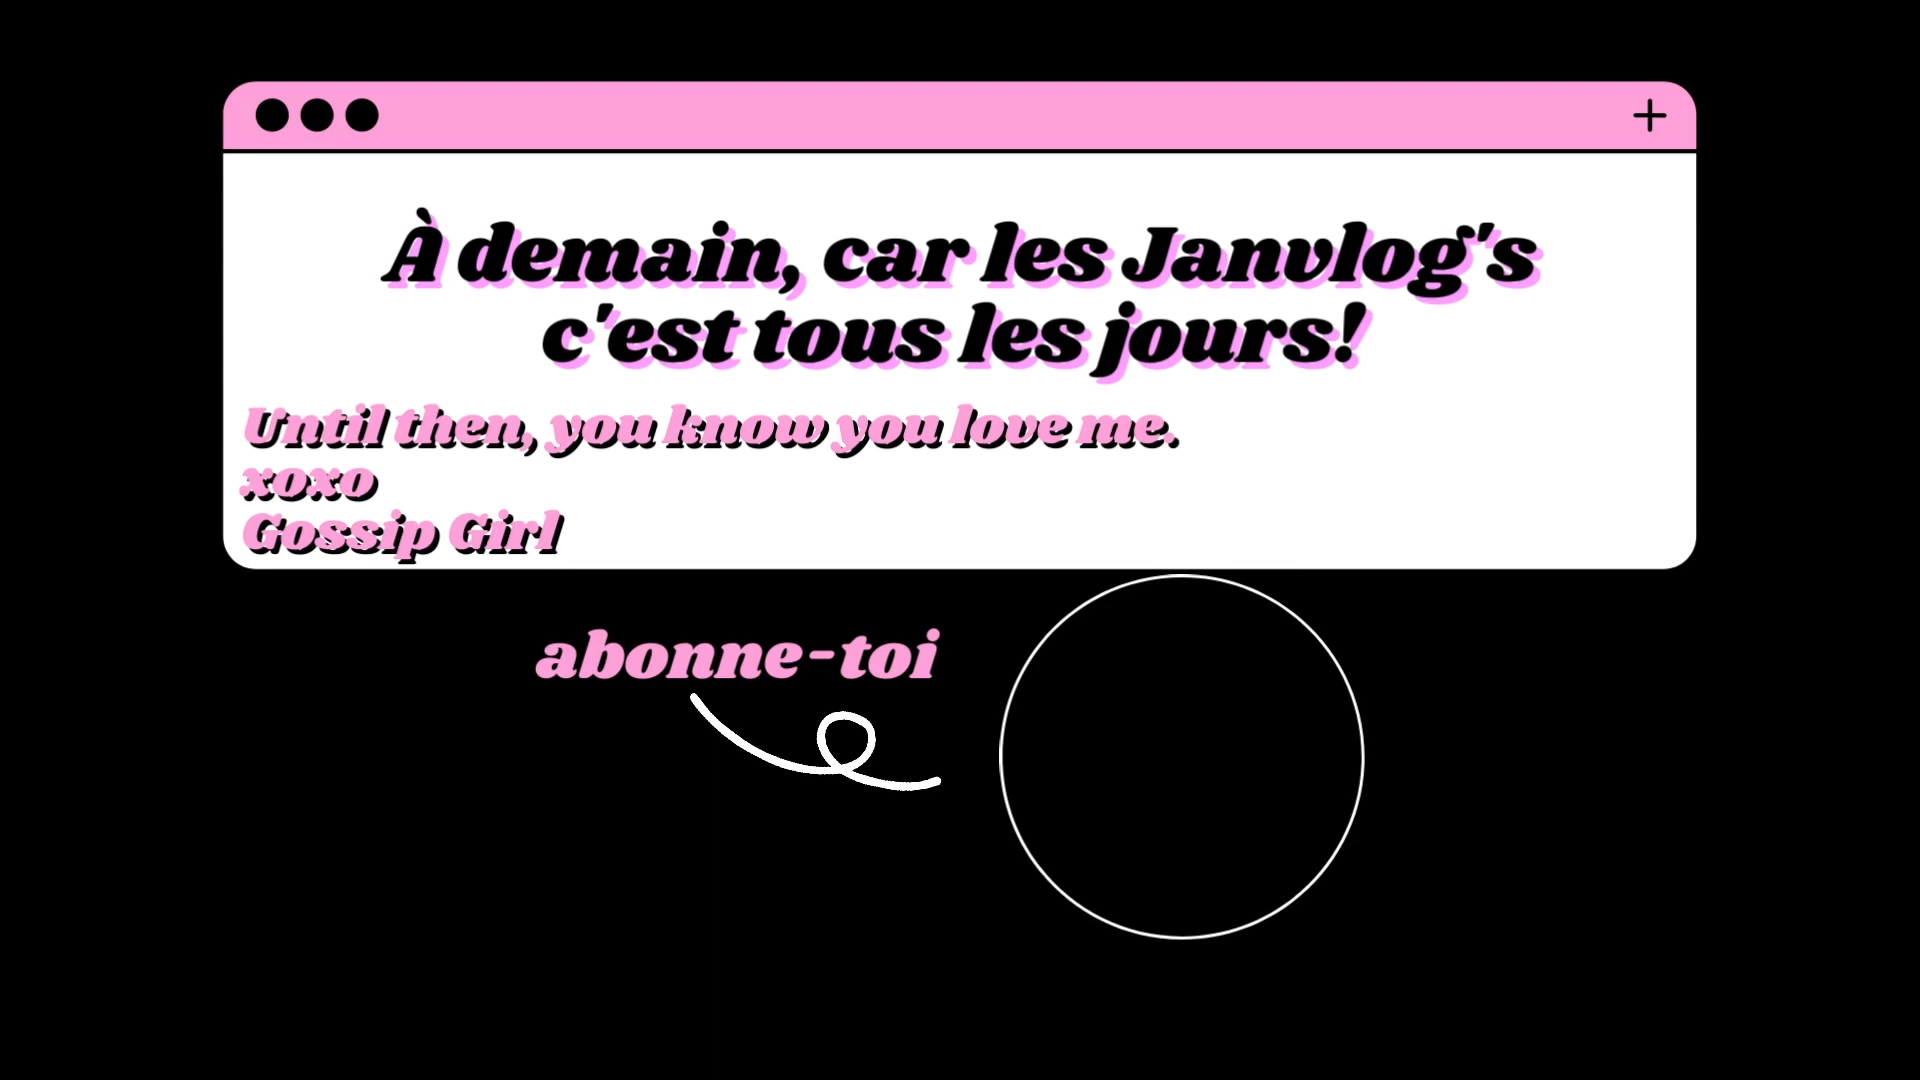 À demain, car les Janvlog's
c'est tous les jours!
Until then, you know you love me.
xoxo
Gossip Girl
abonne-toi